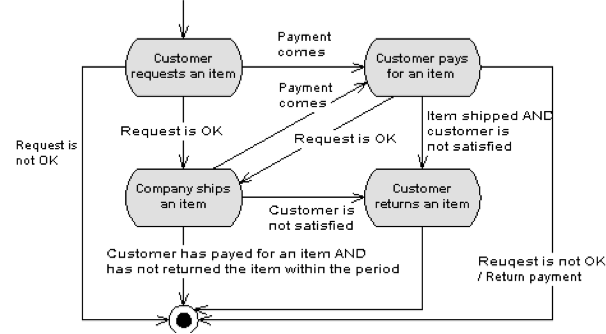 Payment
comes
Customer
requests an item
Customer pays
for an item
Payment
comes
Request is OK
Request is OK
Item shipped AND
customer is
not satisfied
Request is
not OK
Company ships
an item
Customer
returns an item
Customer is
not satisfied
Customer has payed for an item AND
has not returned the item within the period
Reuqest is not OK
/ Return payment